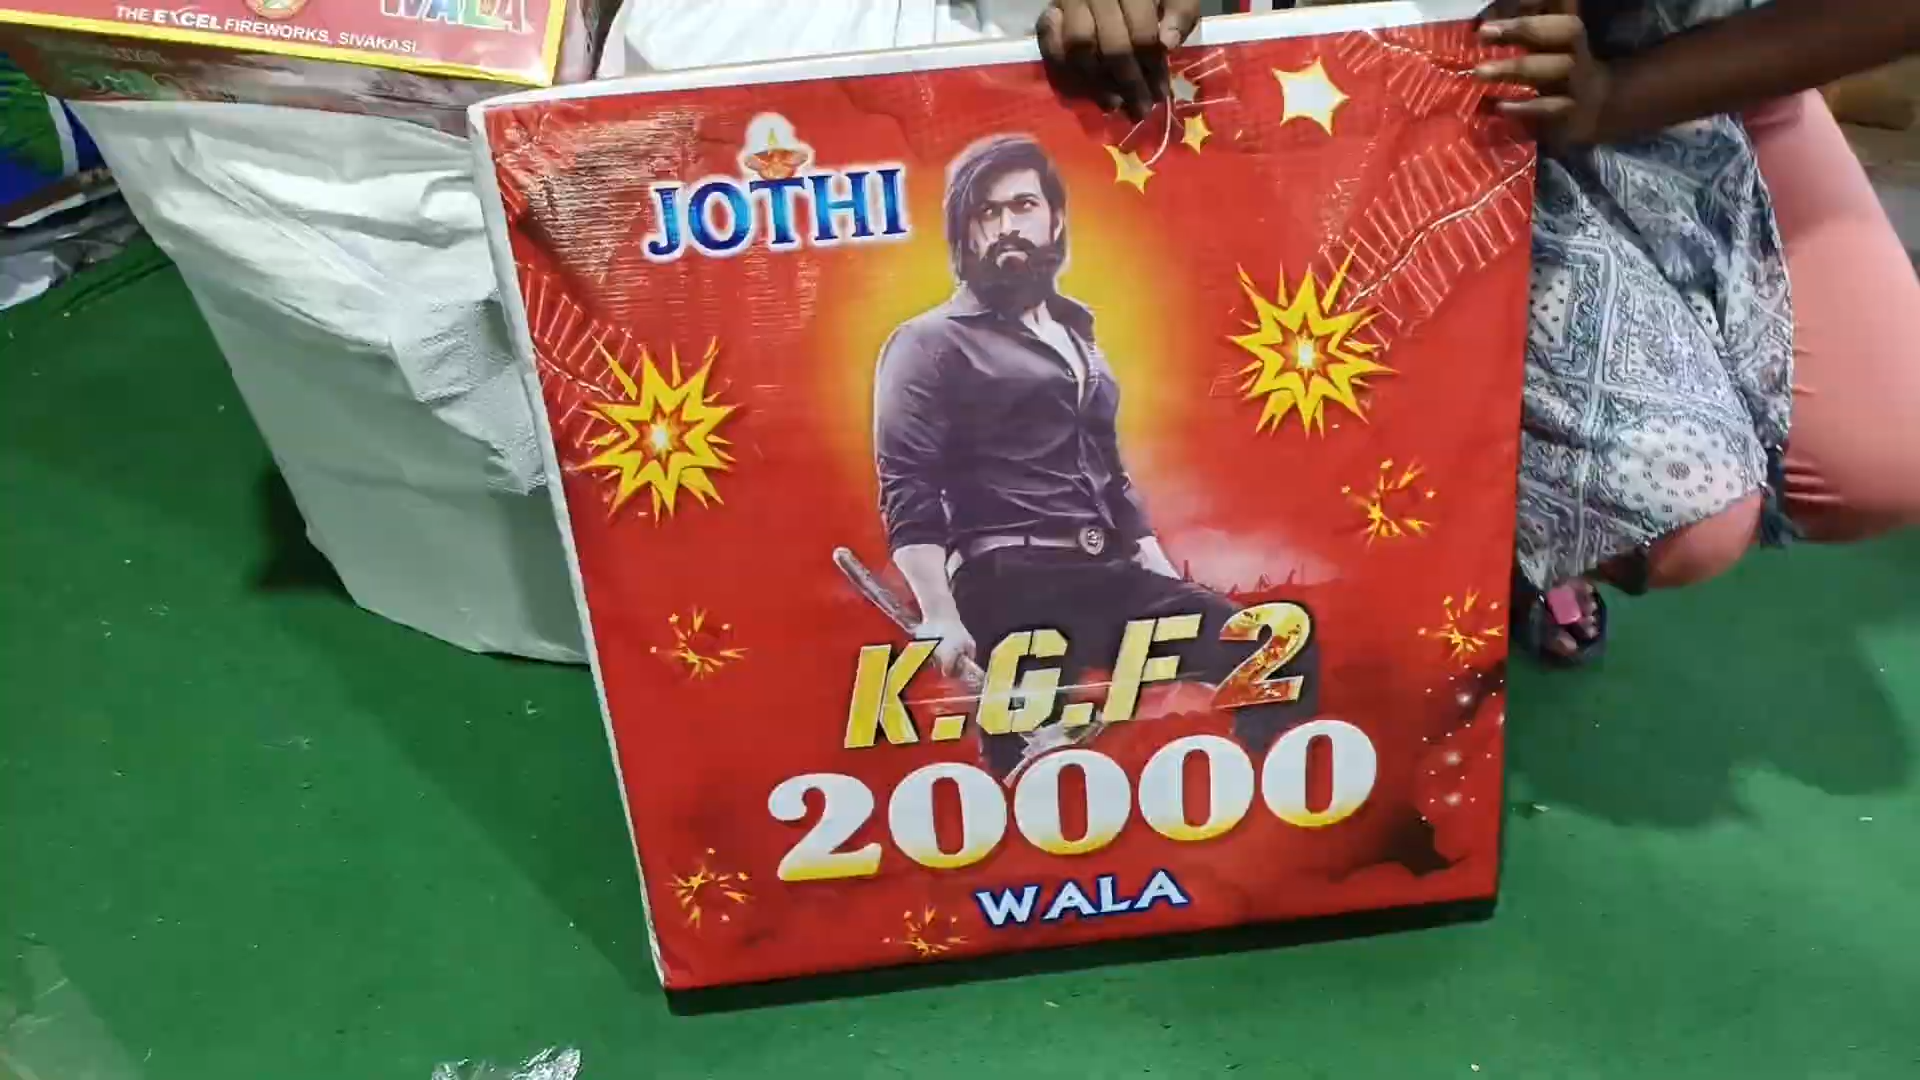 WALA
THE EXCEL FIREWORKS, SIVAKASI.
JOTHI
K.G.F 2
20000
WALA